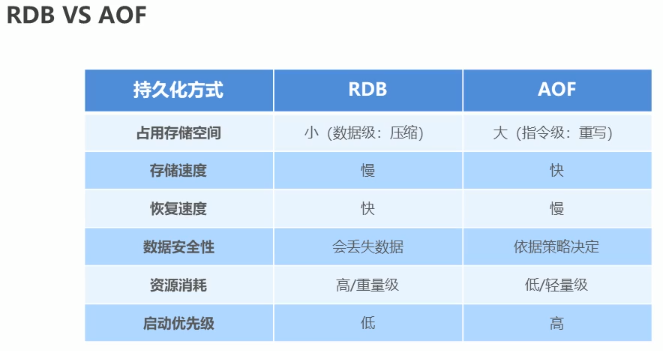 RDB VS AOF
持久化方式 RDB AOF
占用存储空间 小（数据级：压缩） 大（指令级：重写）
存储速度 慢 快
恢复速度 快 慢
数据安全性 会丢失数据 依据策略决定
资源消耗 高/重量级 低/轻量级
启动优先级 低 高